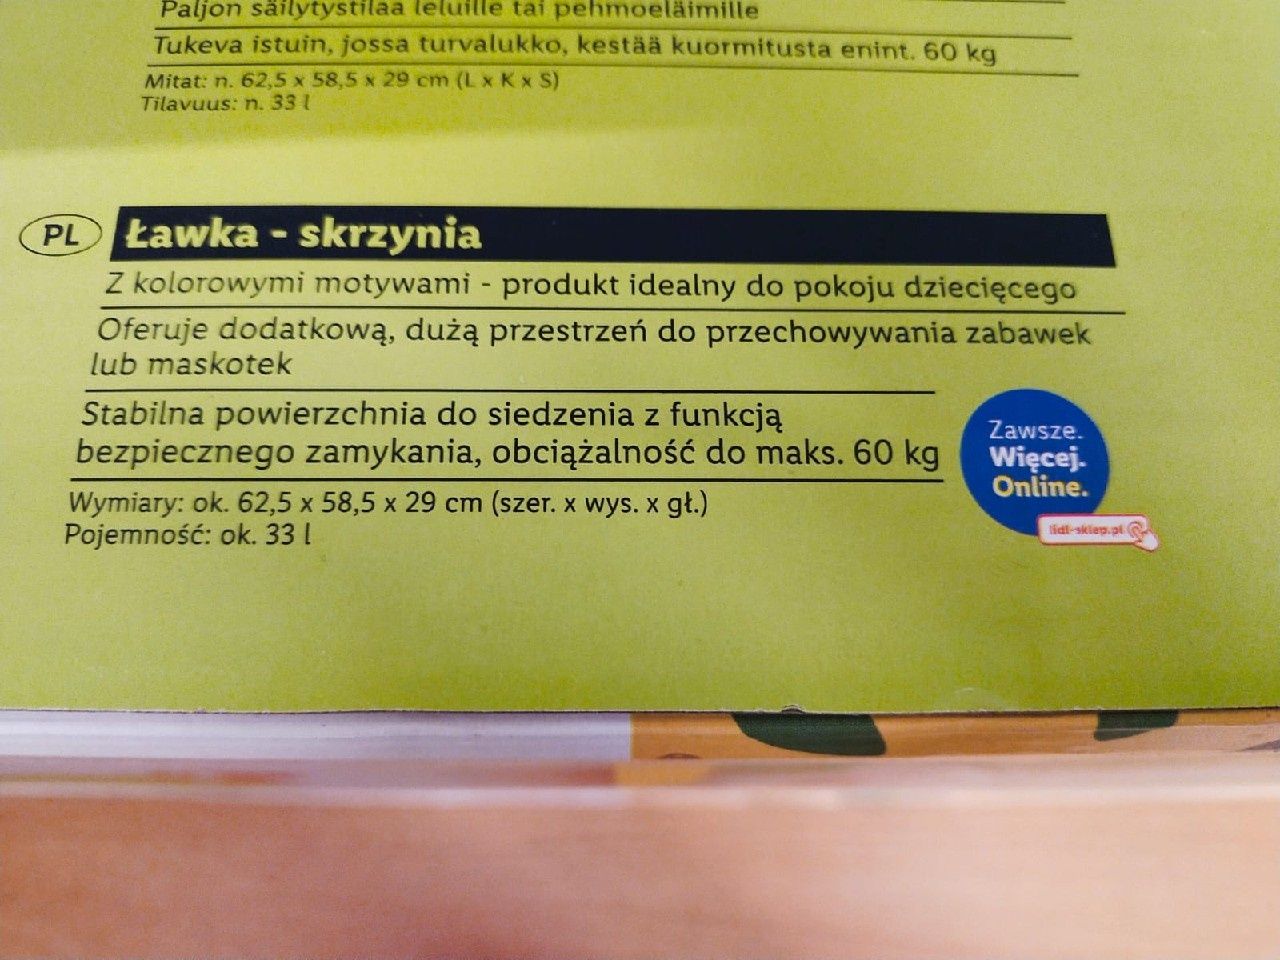 Paljon säilytystilaa leluille tai pehmoeläimille
Tukeva istuin, jossa turvalukko, kestää kuormitusta enint. 60 kg
Mitat: n. 62,5 x 58,5 x 29 cm (L x K x S)
Tilavuus: n. 33 l
PL Ławka - skrzynia
Z kolorowymi motywami - produkt idealny do pokoju dziecięcego
Oferuje dodatkową, dużą przestrzeń do przechowywania zabawek
lub maskotek
Stabilna powierzchnia do siedzenia z funkcją
bezpiecznego zamykania, obciążalność do maks. 60 kg
Wymiary: ok. 62,5 x 58,5 x 29 cm (szer. x wys. x gł.)
Pojemność: ok. 33 l
Zawsze.
Więcej.
Online.
lidl-sklep.pl